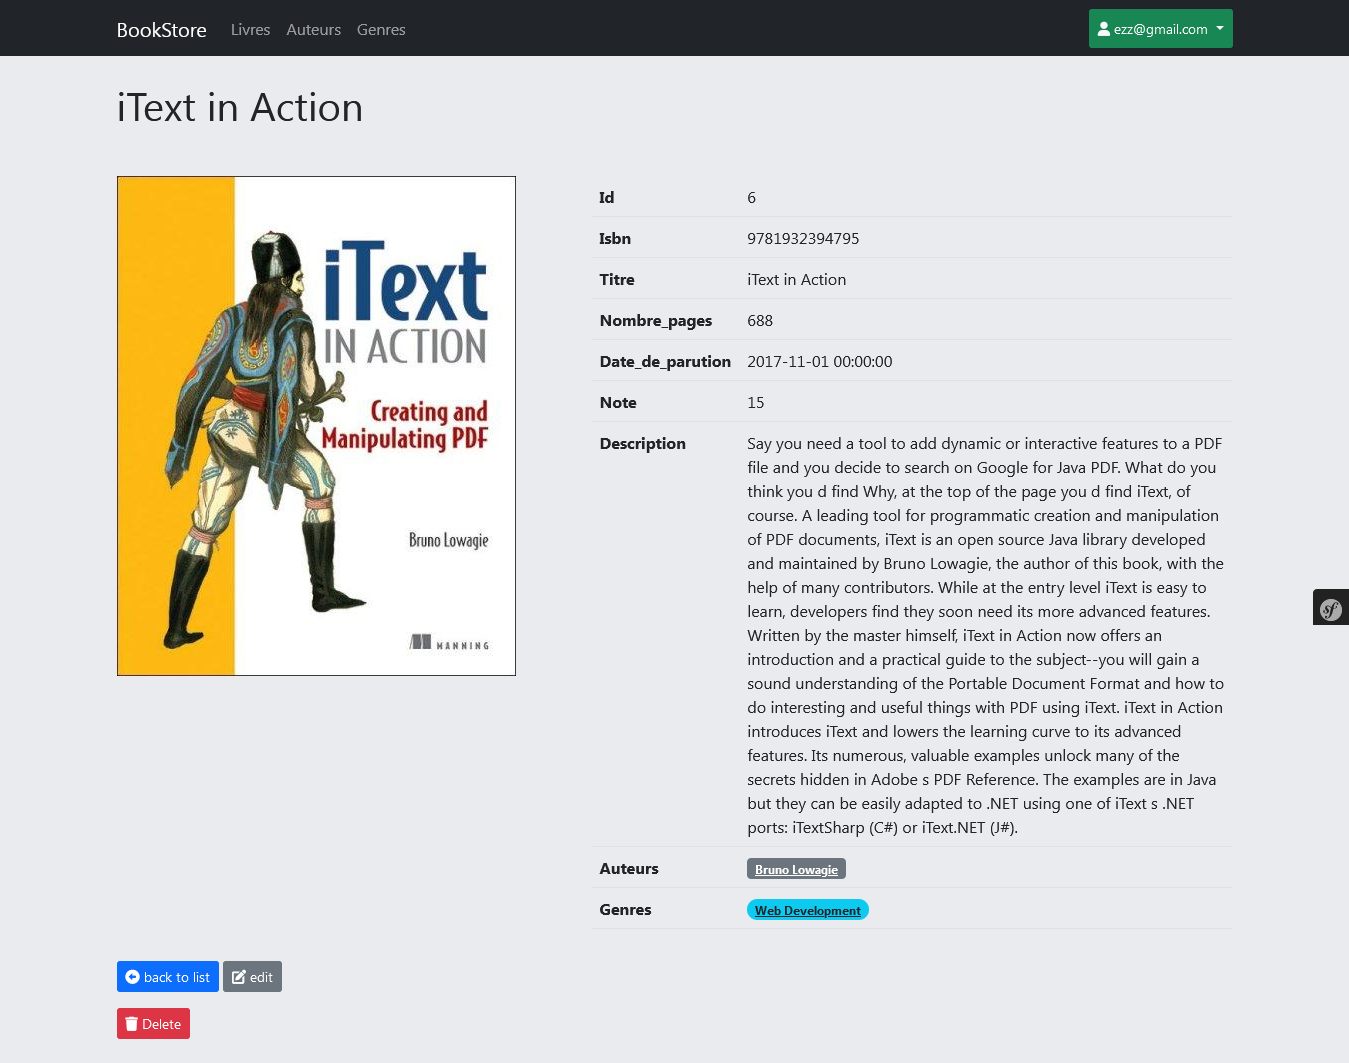 BookStore Livres Auteurs Genres ezz@gmail.com
iText in Action
iText
IN ACTION
Creating and
Manipulating PDF
Bruno Lowagie
MANNING
Id 6
Isbn 9781932394795
Titre iText in Action
Nombre_pages 688
Date_de_parution 2017-11-01 00:00:00
Note 15
Description Say you need a tool to add dynamic or interactive features to a PDF
file and you decide to search on Google for Java PDF. What do you
think you d find Why, at the top of the page you d find iText, of
course. A leading tool for programmatic creation and manipulation
of PDF documents, iText is an open source Java library developed
and maintained by Bruno Lowagie, the author of this book, with the
help of many contributors. While at the entry level iText is easy to
learn, developers find they soon need its more advanced features.
Written by the master himself, iText in Action now offers an
introduction and a practical guide to the subject--you will gain a
sound understanding of the Portable Document Format and how to
do interesting and useful things with PDF using iText. iText in Action
introduces iText and lowers the learning curve to its advanced
features. Its numerous, valuable examples unlock many of the
secrets hidden in Adobe s PDF Reference. The examples are in Java
but they can be easily adapted to .NET using one of iText s .NET
ports: iTextSharp (C#) or iText.NET (J#).
Auteurs Bruno Lowagie
Genres Web Development
back to list edit
Delete
sf